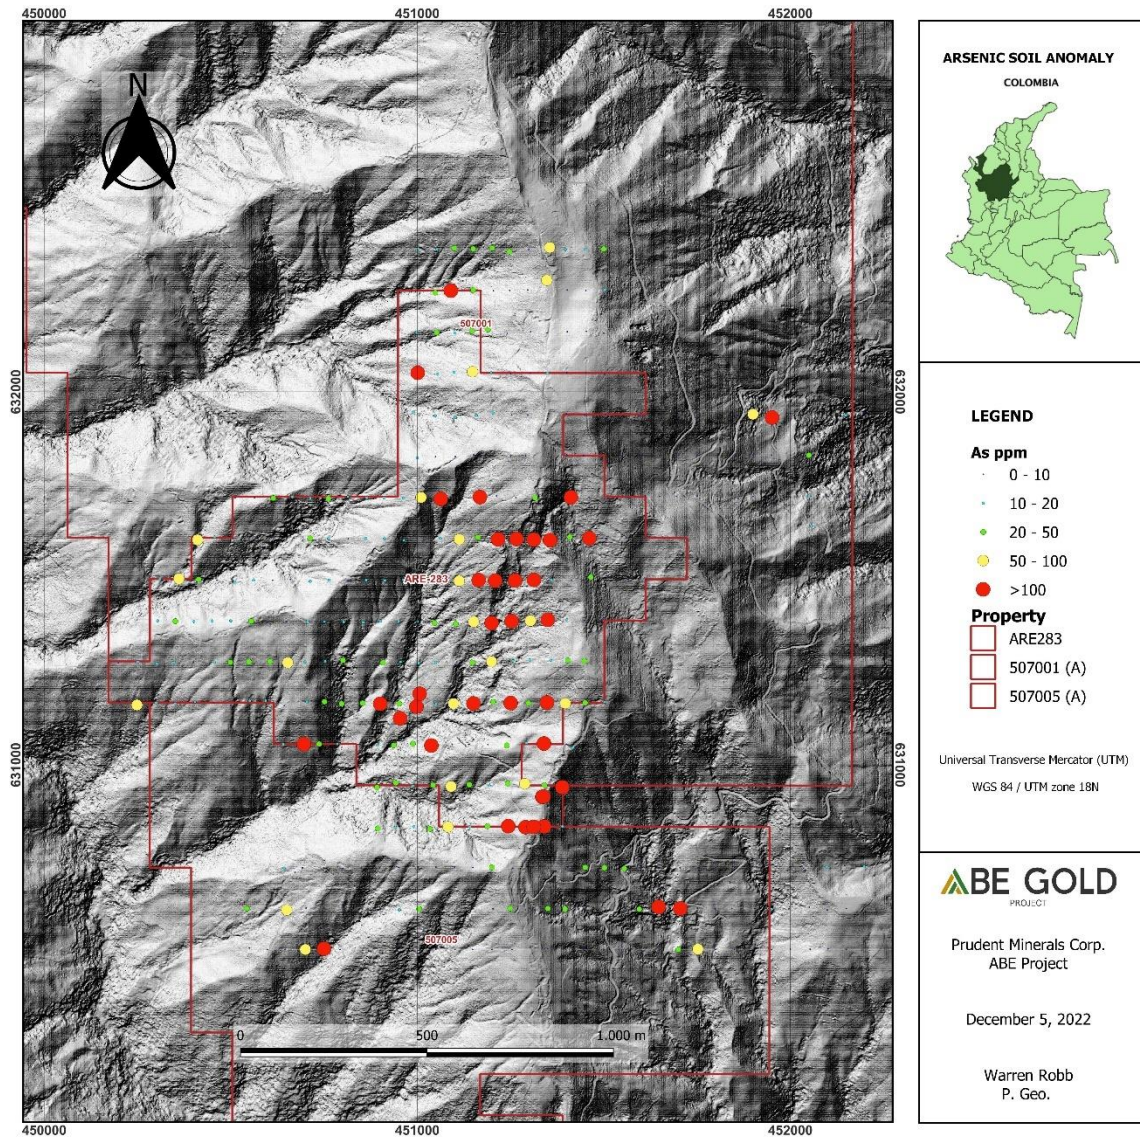 450000
451000
452000
N
507001
632000
632000
ARE-283
631000
631000
507005
0
500
1.000 m
450000
451000
452000
ARSENIC SOIL ANOMALY
COLOMBIA
LEGEND
As ppm
0 - 10
10 - 20
20 - 50
50 - 100
>100
Property
ARE283
507001 (A)
507005 (A)
Universal Transverse Mercator (UTM)
WGS 84 / UTM zone 18N
ABE GOLD
PROJECT
Prudent Minerals Corp.
ABE Project
December 5, 2022
Warren Robb
P. Geo.